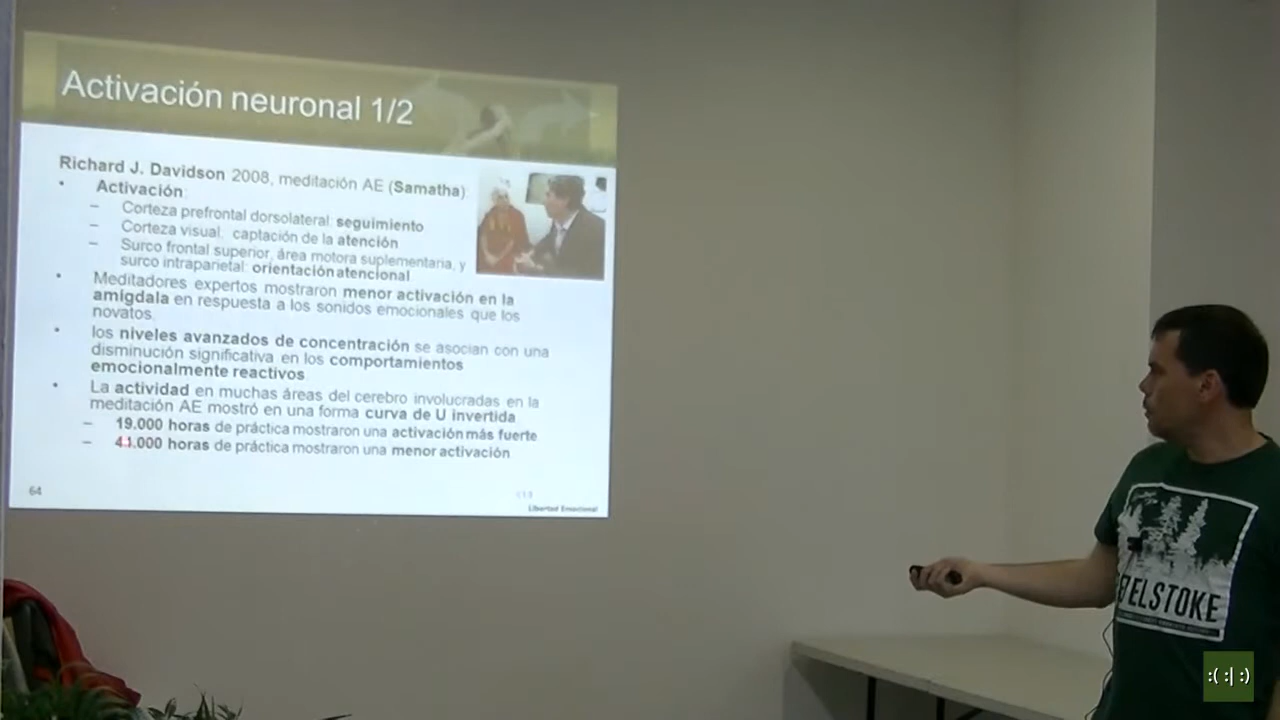 Activación neuronal 1/2
Richard J. Davidson 2008, meditación AE (Samatha):
• Activación:
– Corteza prefrontal dorsolateral: seguimiento
– Corteza visual: captación de la atención
– Surco frontal superior, área motora suplementaria, y
surco intraparietal: orientación atencional
• Meditadores expertos mostraron menor activación en la
amígdala en respuesta a los sonidos emocionales que los
novatos.
• los niveles avanzados de concentración se asocian con una
disminución significativa en los comportamientos
emocionalmente reactivos
• La actividad en muchas áreas del cerebro involucradas en la
meditación AE mostró en una forma curva de U invertida
– 19.000 horas de práctica mostraron una activación más fuerte
– 41.000 horas de práctica mostraron una menor activación
64
Libertad Emocional
ELSTOKE
:( :| :)